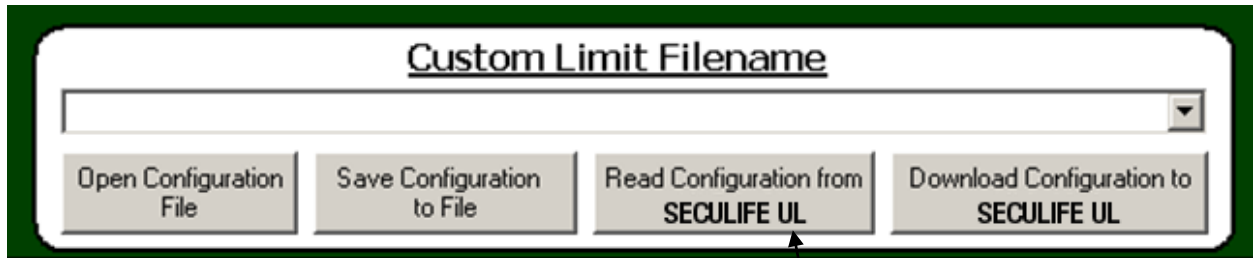 Custom Limit Filename
Open Configuration
File
Save Configuration
to File
Read Configuration from
SECULIFE UL
Download Configuration to
SECULIFE UL